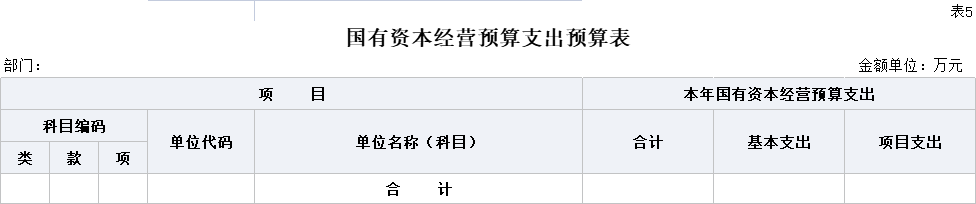 表5
国有资本经营预算支出预算表
部门： 金额单位：万元
项 目 本年国有资本经营预算支出
科目编码 单位代码 单位名称（科目） 合计 基本支出 项目支出
类 款 项
合 计